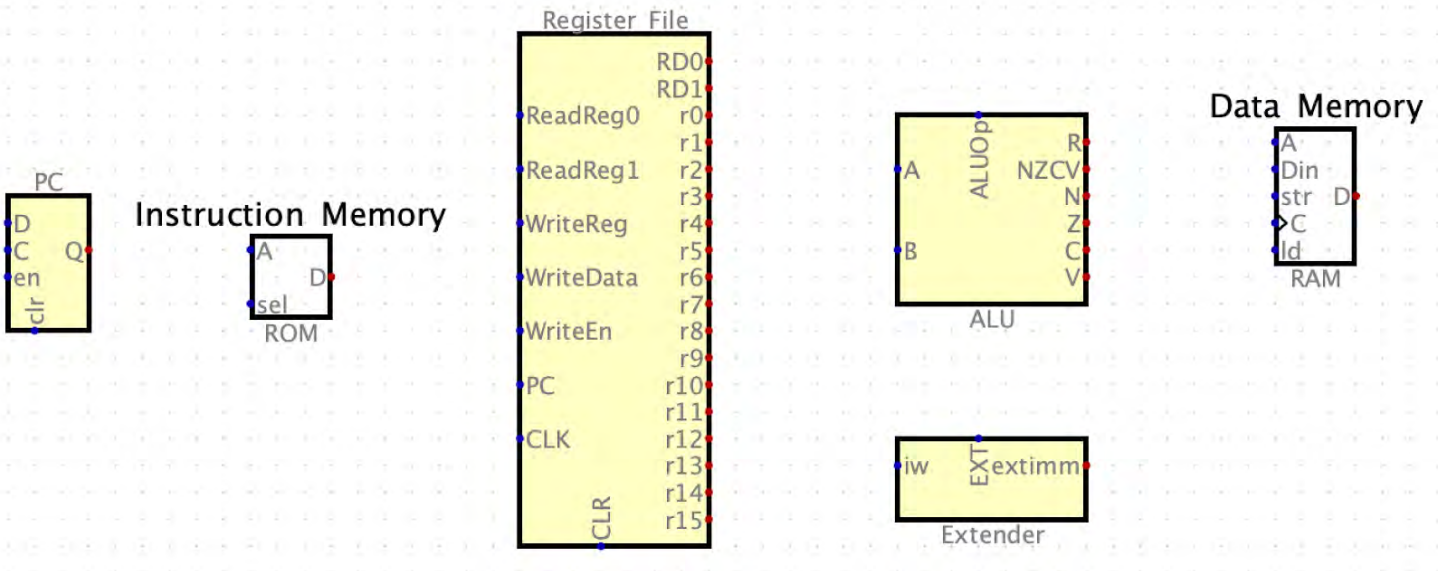 PC
D
C
en
clr
Q
Instruction Memory
A
sel
D
ROM
Register File
ReadReg0
ReadReg1
WriteReg
WriteData
WriteEn
PC
CLK
CLR
RD0
RD1
r0
r1
r2
r3
r4
r5
r6
r7
r8
r9
r10
r11
r12
r13
r14
r15
ALUOp
A
B
R
NZCV
N
Z
C
V
ALU
iw
EXT
extimm
Extender
Data Memory
A
Din
str
C
ld
D
RAM